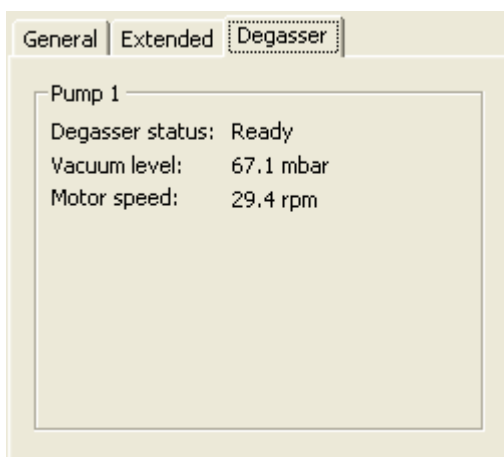 General Extended Degasser
Pump 1
Degasser status: Ready
Vacuum level: 67.1 mbar
Motor speed: 29.4 rpm